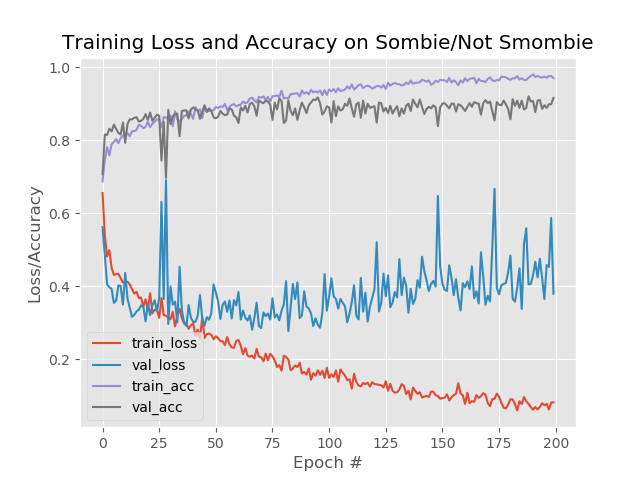 Training Loss and Accuracy on Sombie/Not Smombie
1.0
0.8
0.6
0.4
0.2
Loss/Accuracy
train_loss
val_loss
train_acc
val_acc
0 25 50 75 100 125 150 175 200
Epoch #